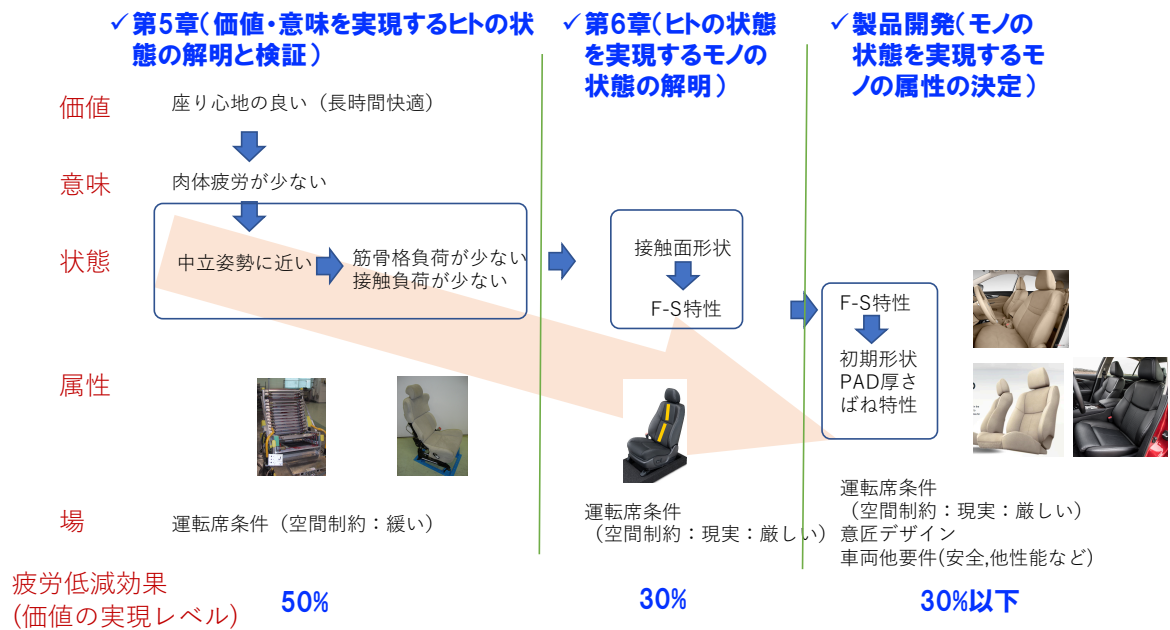 ✓第5章(価値・意味を実現するヒトの状
態の解明と検証)
✓第6章(ヒトの状態
を実現するモノの
状態の解明)
✓製品開発(モノの
状態を実現するモ
ノの属性の決定)
価値
座り心地の良い（長時間快適）
意味
肉体疲労が少ない
状態
中立姿勢に近い
筋骨格負荷が少ない
接触負荷が少ない
接触面形状
F-S特性
F-S特性
初期形状
PAD厚さ
ばね特性
属性
場
運転席条件（空間制約：緩い）
運転席条件
（空間制約：現実：厳しい）
運転席条件
（空間制約：現実：厳しい）
意匠デザイン
車両他要件(安全,他性能など)
疲労低減効果
(価値の実現レベル)
50%
30%
30%以下